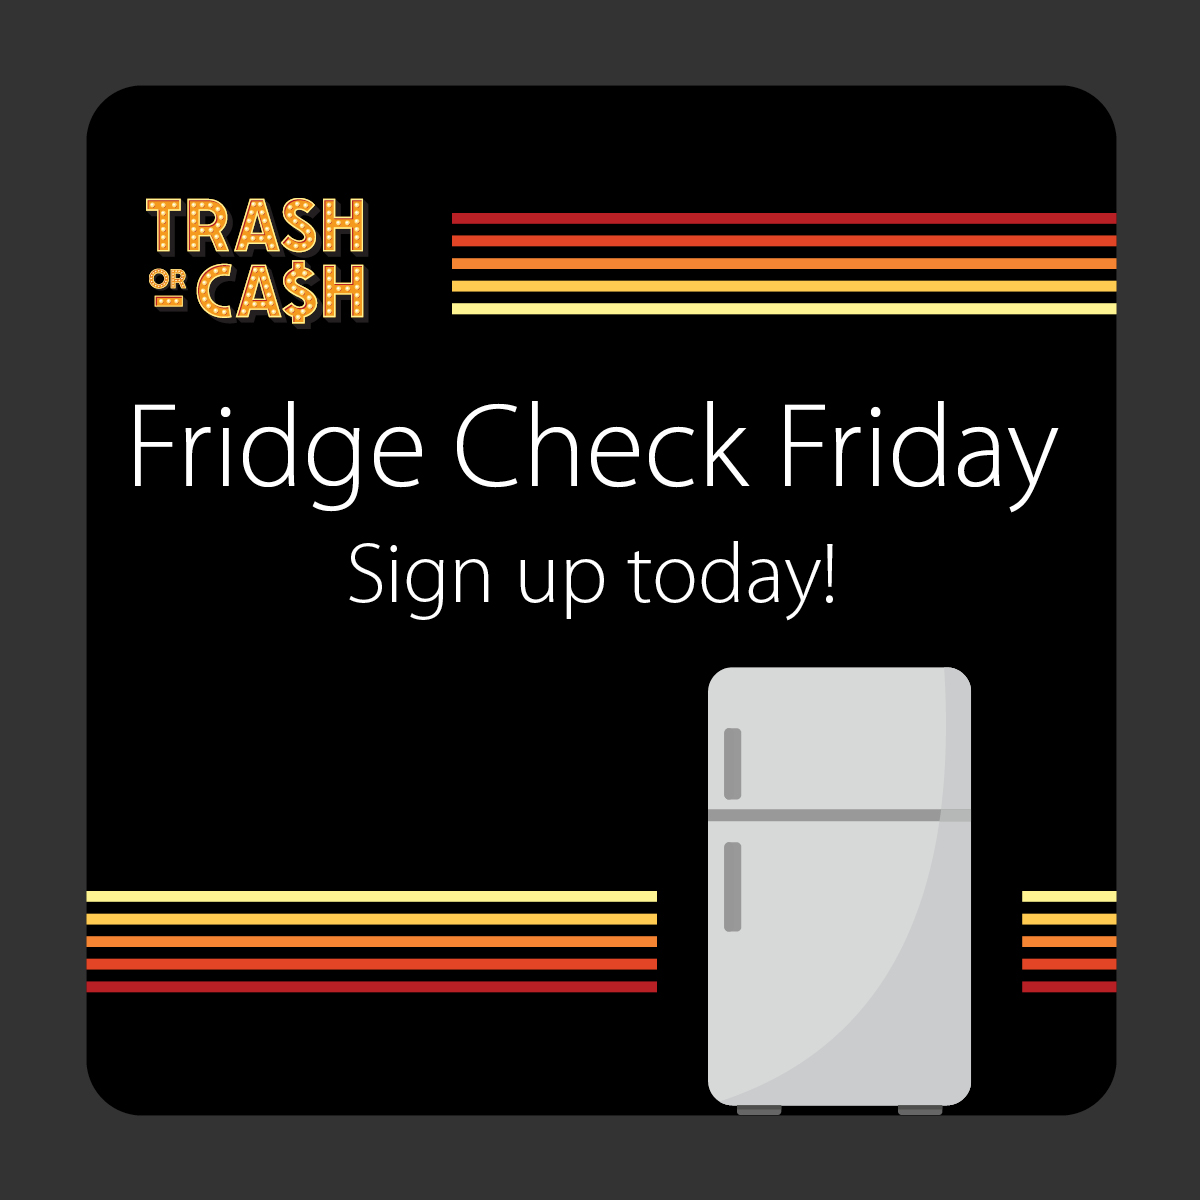 TRASH
OR CA$H
Fridge Check Friday
Sign up today!